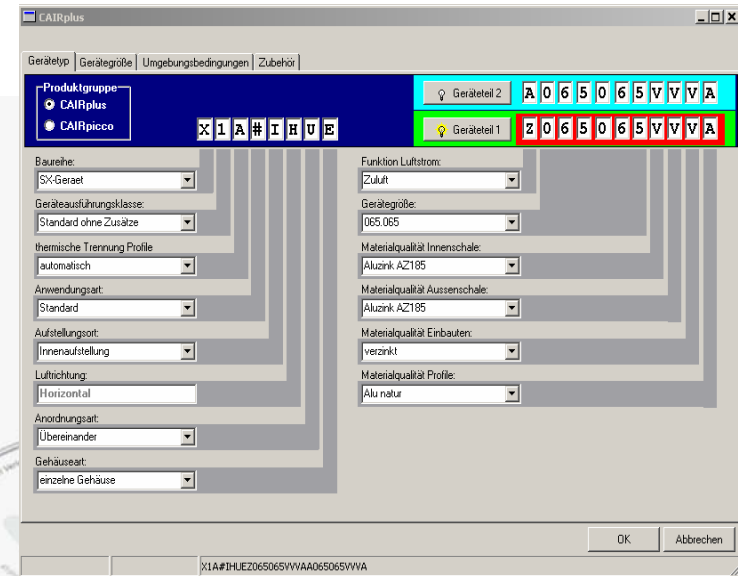 CAIRplus
Gerätetyp Gerätegröße Umgebungsbedingungen Zubehör
Produktgruppe
CAIRplus
CAIRpicco
X1A#IHUE
Geräteteil 2 A065065VVVA
Geräteteil 1 Z065065VVVA
Baureihe:
SX-Geraet
Geräteausführungsklasse:
Standard ohne Zusätze
thermische Trennung Profile
automatisch
Anwendungsart:
Standard
Aufstellungsort:
Innenaufstellung
Luftrichtung:
Horizontal
Anordnungsart:
Übereinander
Gehäuseart:
einzelne Gehäuse
Funktion Luftstrom:
Zuluft
Gerätegröße:
065.065
Materialqualität Innenschale:
Aluzink AZ185
Materialqualität Aussenschale:
Aluzink AZ185
Materialqualität Einbauten:
verzinkt
Materialqualität Profile:
Alu natur
OK Abbrechen
X1A#IHUEZ065065VVVAA065065VVVA